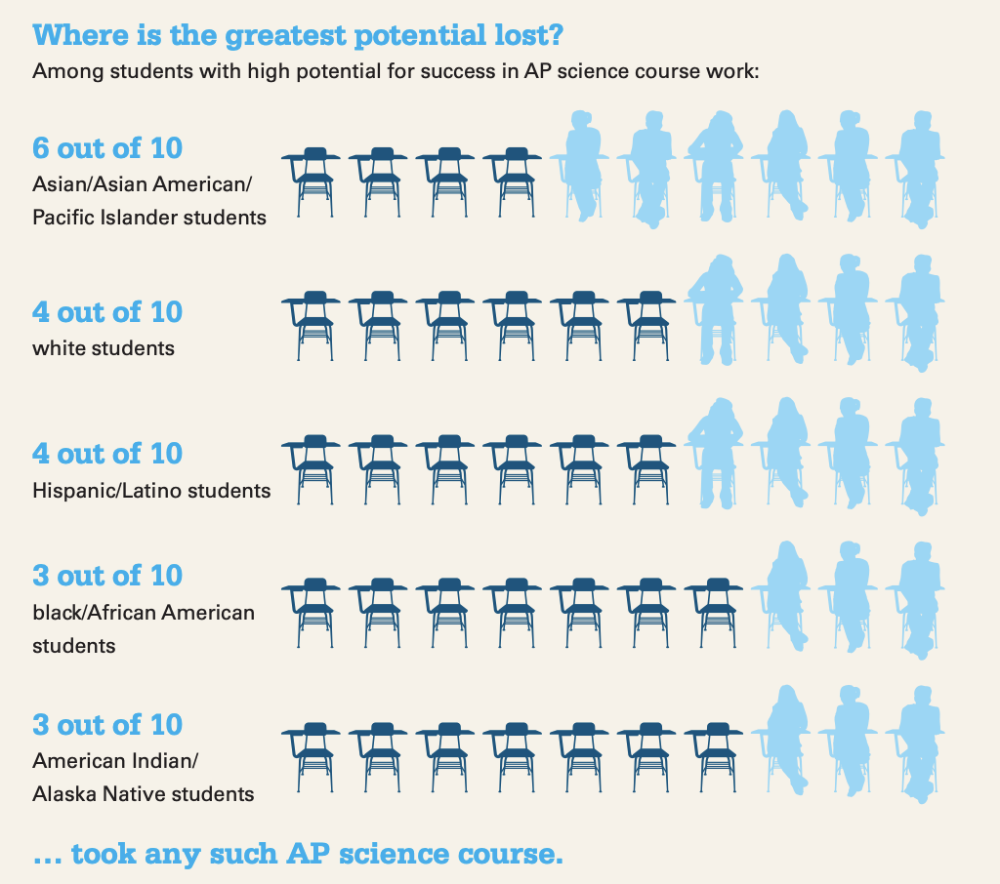 Where is the greatest potential lost?
Among students with high potential for success in AP science course work:
6 out of 10
Asian/Asian American/
Pacific Islander students
4 out of 10
white students
4 out of 10
Hispanic/Latino students
3 out of 10
black/African American
students
3 out of 10
American Indian/
Alaska Native students
... took any such AP science course.